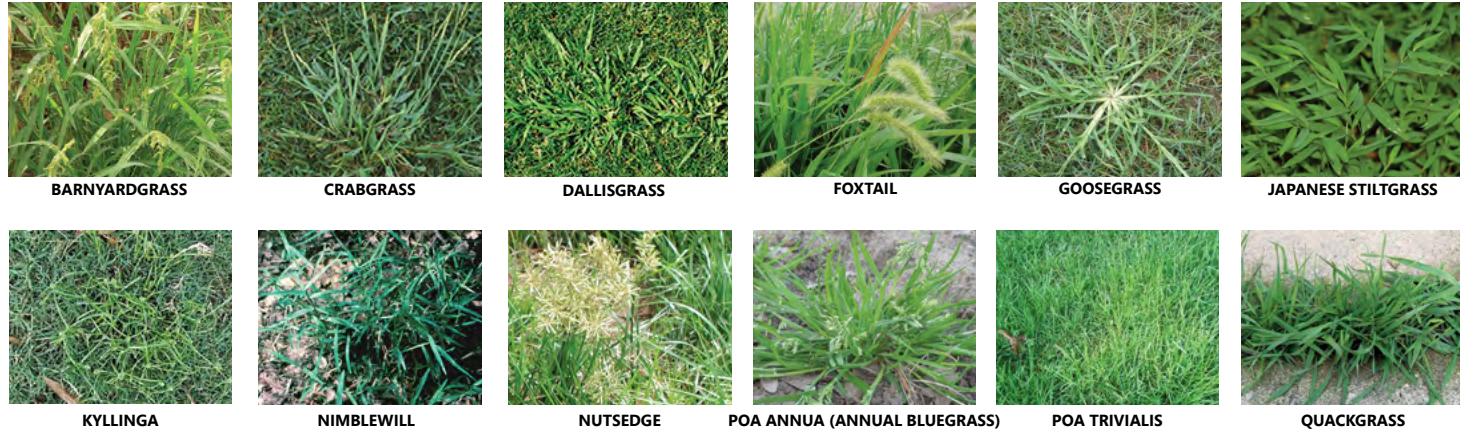 BARNYARDGRASS
CRABGRASS
DALLISGRASS
FOXTAIL
GOOSEGRASS
JAPANESE STILTGRASS
KYLLINGA
NIMBLEWILL
NUTSEDGE
POA ANNUA (ANNUAL BLUEGRASS)
POA TRIVIALIS
QUACKGRASS